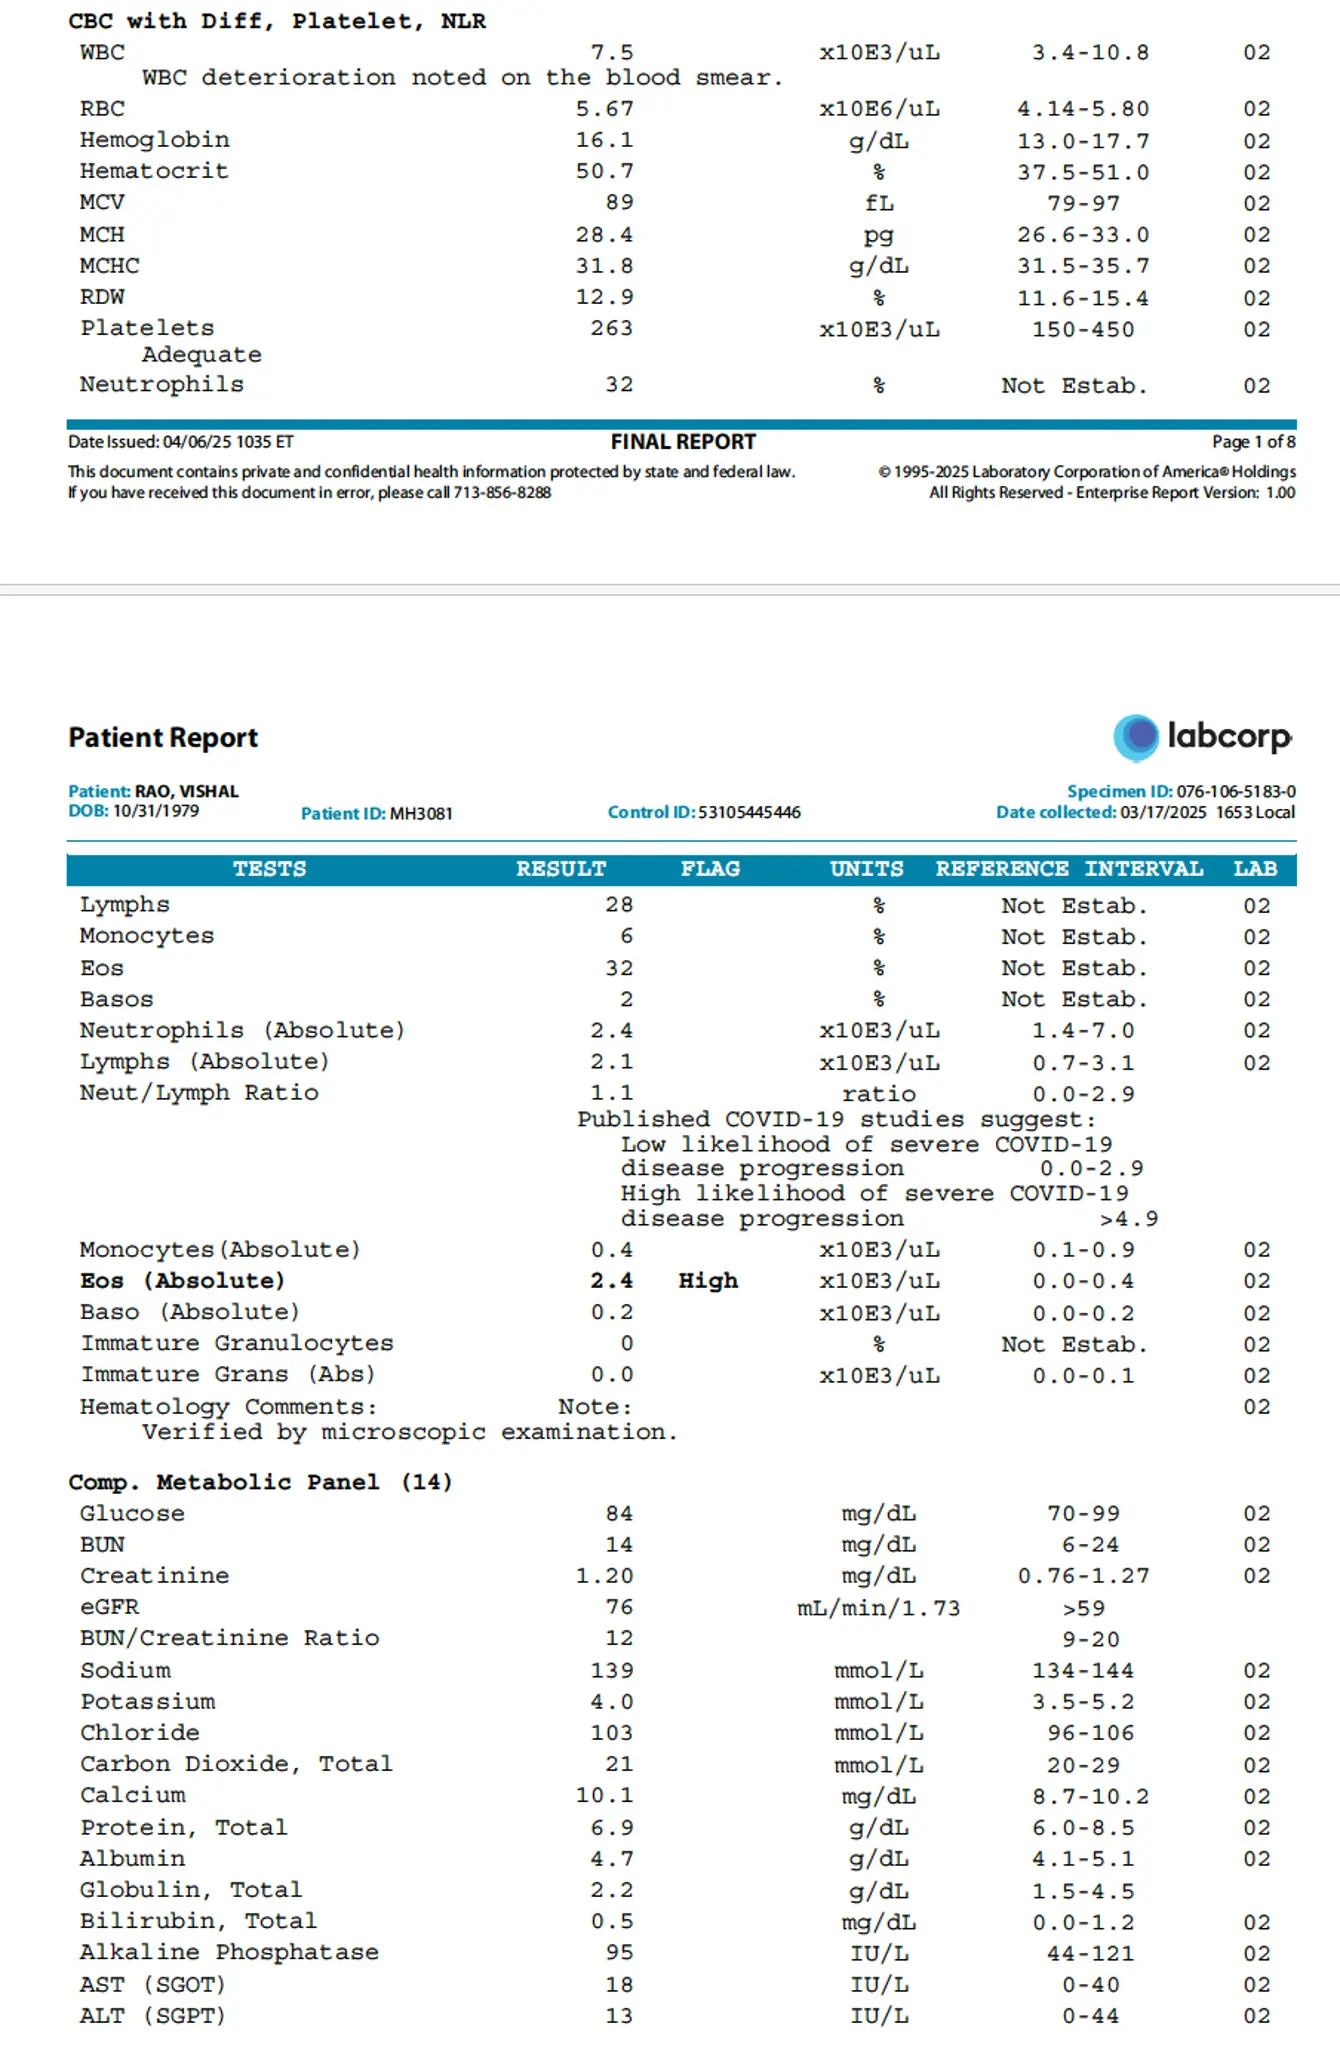 CBC with Diff, Platelet, NLR
WBC 7.5 x10E3/uL 3.4-10.8 02
WBC deterioration noted on the blood smear.
RBC 5.67 x10E6/uL 4.14-5.80 02
Hemoglobin 16.1 g/dL 13.0-17.7 02
Hematocrit 50.7 % 37.5-51.0 02
MCV 89 fL 79-97 02
MCH 28.4 pg 26.6-33.0 02
MCHC 31.8 g/dL 31.5-35.7 02
RDW 12.9 % 11.6-15.4 02
Platelets 263 x10E3/uL 150-450 02
Adequate
Neutrophils 32 % Not Estab. 02
Date Issued: 04/06/25 1035 ET FINAL REPORT Page 1 of 8
This document contains private and confidential health information protected by state and federal law. © 1995-2025 Laboratory Corporation of America® Holdings
If you have received this document in error, please call 713-856-8288 All Rights Reserved - Enterprise Report Version: 1.00
Patient Report labcorp
Patient: RAO, VISHAL Specimen ID: 076-106-5183-0
DOB: 10/31/1979 Patient ID: MH3081 Control ID: 53105445446 Date collected: 03/17/2025 1653 Local
TESTS RESULT FLAG UNITS REFERENCE INTERVAL LAB
Lymphs 28 % Not Estab. 02
Monocytes 6 % Not Estab. 02
Eos 32 % Not Estab. 02
Basos 2 % Not Estab. 02
Neutrophils (Absolute) 2.4 x10E3/uL 1.4-7.0 02
Lymphs (Absolute) 2.1 x10E3/uL 0.7-3.1 02
Neut/Lymph Ratio 1.1 ratio 0.0-2.9
Published COVID-19 studies suggest:
Low likelihood of severe COVID-19
disease progression 0.0-2.9
High likelihood of severe COVID-19
disease progression >4.9
Monocytes(Absolute) 0.4 x10E3/uL 0.1-0.9 02
Eos (Absolute) 2.4 High x10E3/uL 0.0-0.4 02
Baso (Absolute) 0.2 x10E3/uL 0.0-0.2 02
Immature Granulocytes 0 % Not Estab. 02
Immature Grans (Abs) 0.0 x10E3/uL 0.0-0.1 02
Hematology Comments: Note: 02
Verified by microscopic examination.
Comp. Metabolic Panel (14)
Glucose 84 mg/dL 70-99 02
BUN 14 mg/dL 6-24 02
Creatinine 1.20 mg/dL 0.76-1.27 02
eGFR 76 mL/min/1.73 >59
BUN/Creatinine Ratio 12 9-20
Sodium 139 mmol/L 134-144 02
Potassium 4.0 mmol/L 3.5-5.2 02
Chloride 103 mmol/L 96-106 02
Carbon Dioxide, Total 21 mmol/L 20-29 02
Calcium 10.1 mg/dL 8.7-10.2 02
Protein, Total 6.9 g/dL 6.0-8.5 02
Albumin 4.7 g/dL 4.1-5.1 02
Globulin, Total 2.2 g/dL 1.5-4.5
Bilirubin, Total 0.5 mg/dL 0.0-1.2 02
Alkaline Phosphatase 95 IU/L 44-121 02
AST (SGOT) 18 IU/L 0-40 02
ALT (SGPT) 13 IU/L 0-44 02